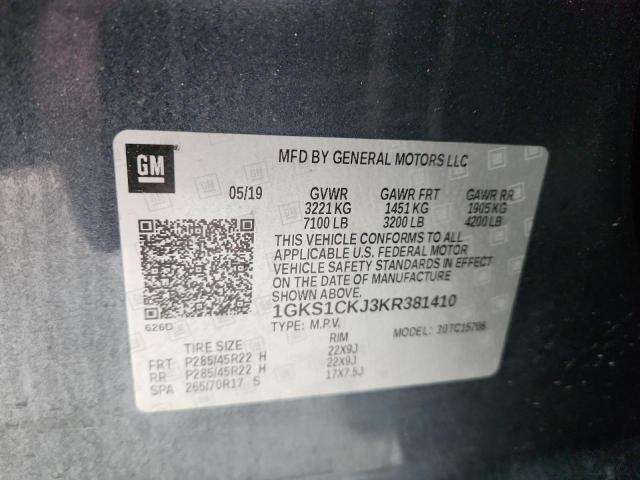 GM
MFD BY GENERAL MOTORS LLC
05/19 GVWR GAWR FRT GAWR RR
3221 KG 1451 KG 1905 KG
7100 LB 3200 LB 4200 LB
THIS VEHICLE CONFORMS TO ALL
APPLICABLE U.S. FEDERAL MOTOR
VEHICLE SAFETY STANDARDS IN EFFECT
ON THE DATE OF MANUFACTURE
SHOWN ABOVE.
1GKS1CKJ3KR381410
626D TYPE: M.P.V. MODEL: 30TC15706
TIRE SIZE RIM
FRT P285/45R22 H 22X9J
RR P285/45R22 H 22X9J
SPA 265/70R17 S 17X7.5J